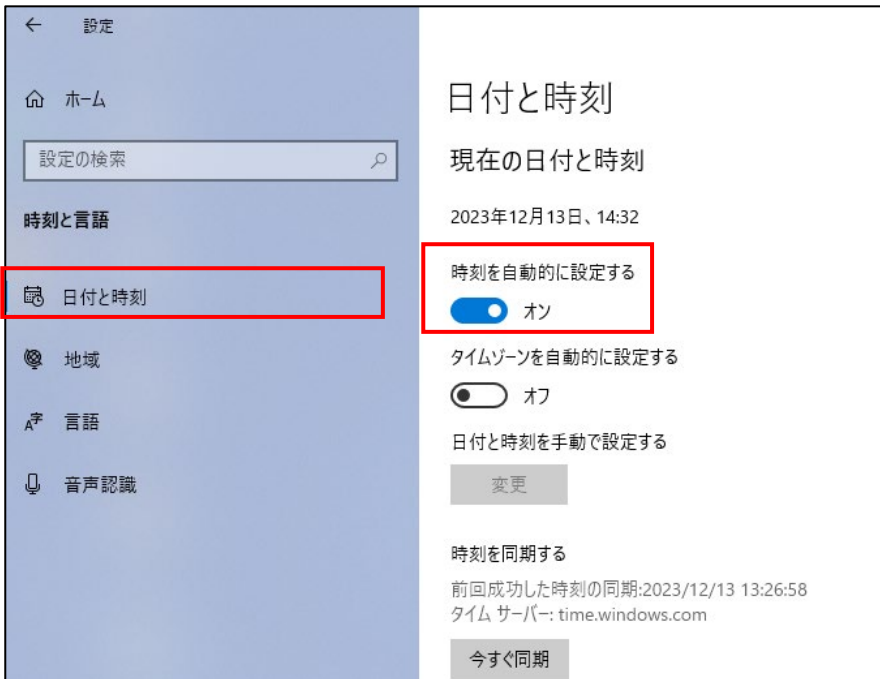 設定
ホーム
設定の検索
時刻と言語
日付と時刻
地域
A字 言語
音声認識
日付と時刻
現在の日付と時刻
2023年12月13日、14:32
時刻を自動的に設定する
オン
タイムゾーンを自動的に設定する
オフ
日付と時刻を手動で設定する
変更
時刻を同期する
前回成功した時刻の同期:2023/12/13 13:26:58
タイム サーバー: time.windows.com
今すぐ同期